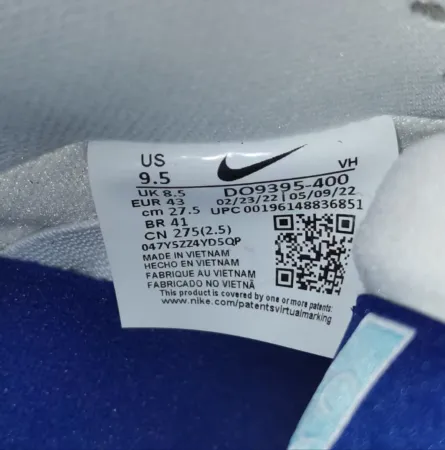 US
9.5
VH
UK 8.5
DO9395-400
EUR 43
02/23/22 | 05/09/22
cm 27.5
UPC 00196148836851
BR 41
CN 275(2.5)
047Y5ZZ4YD5QP
MADE IN VIETNAM
HECHO EN VIETNAM
FABRIQUE AU VIETNAM
FABRICADO NO VIETNÃ
This product is covered by one or more patents:
www.nike.com/patentsvirtualmarking